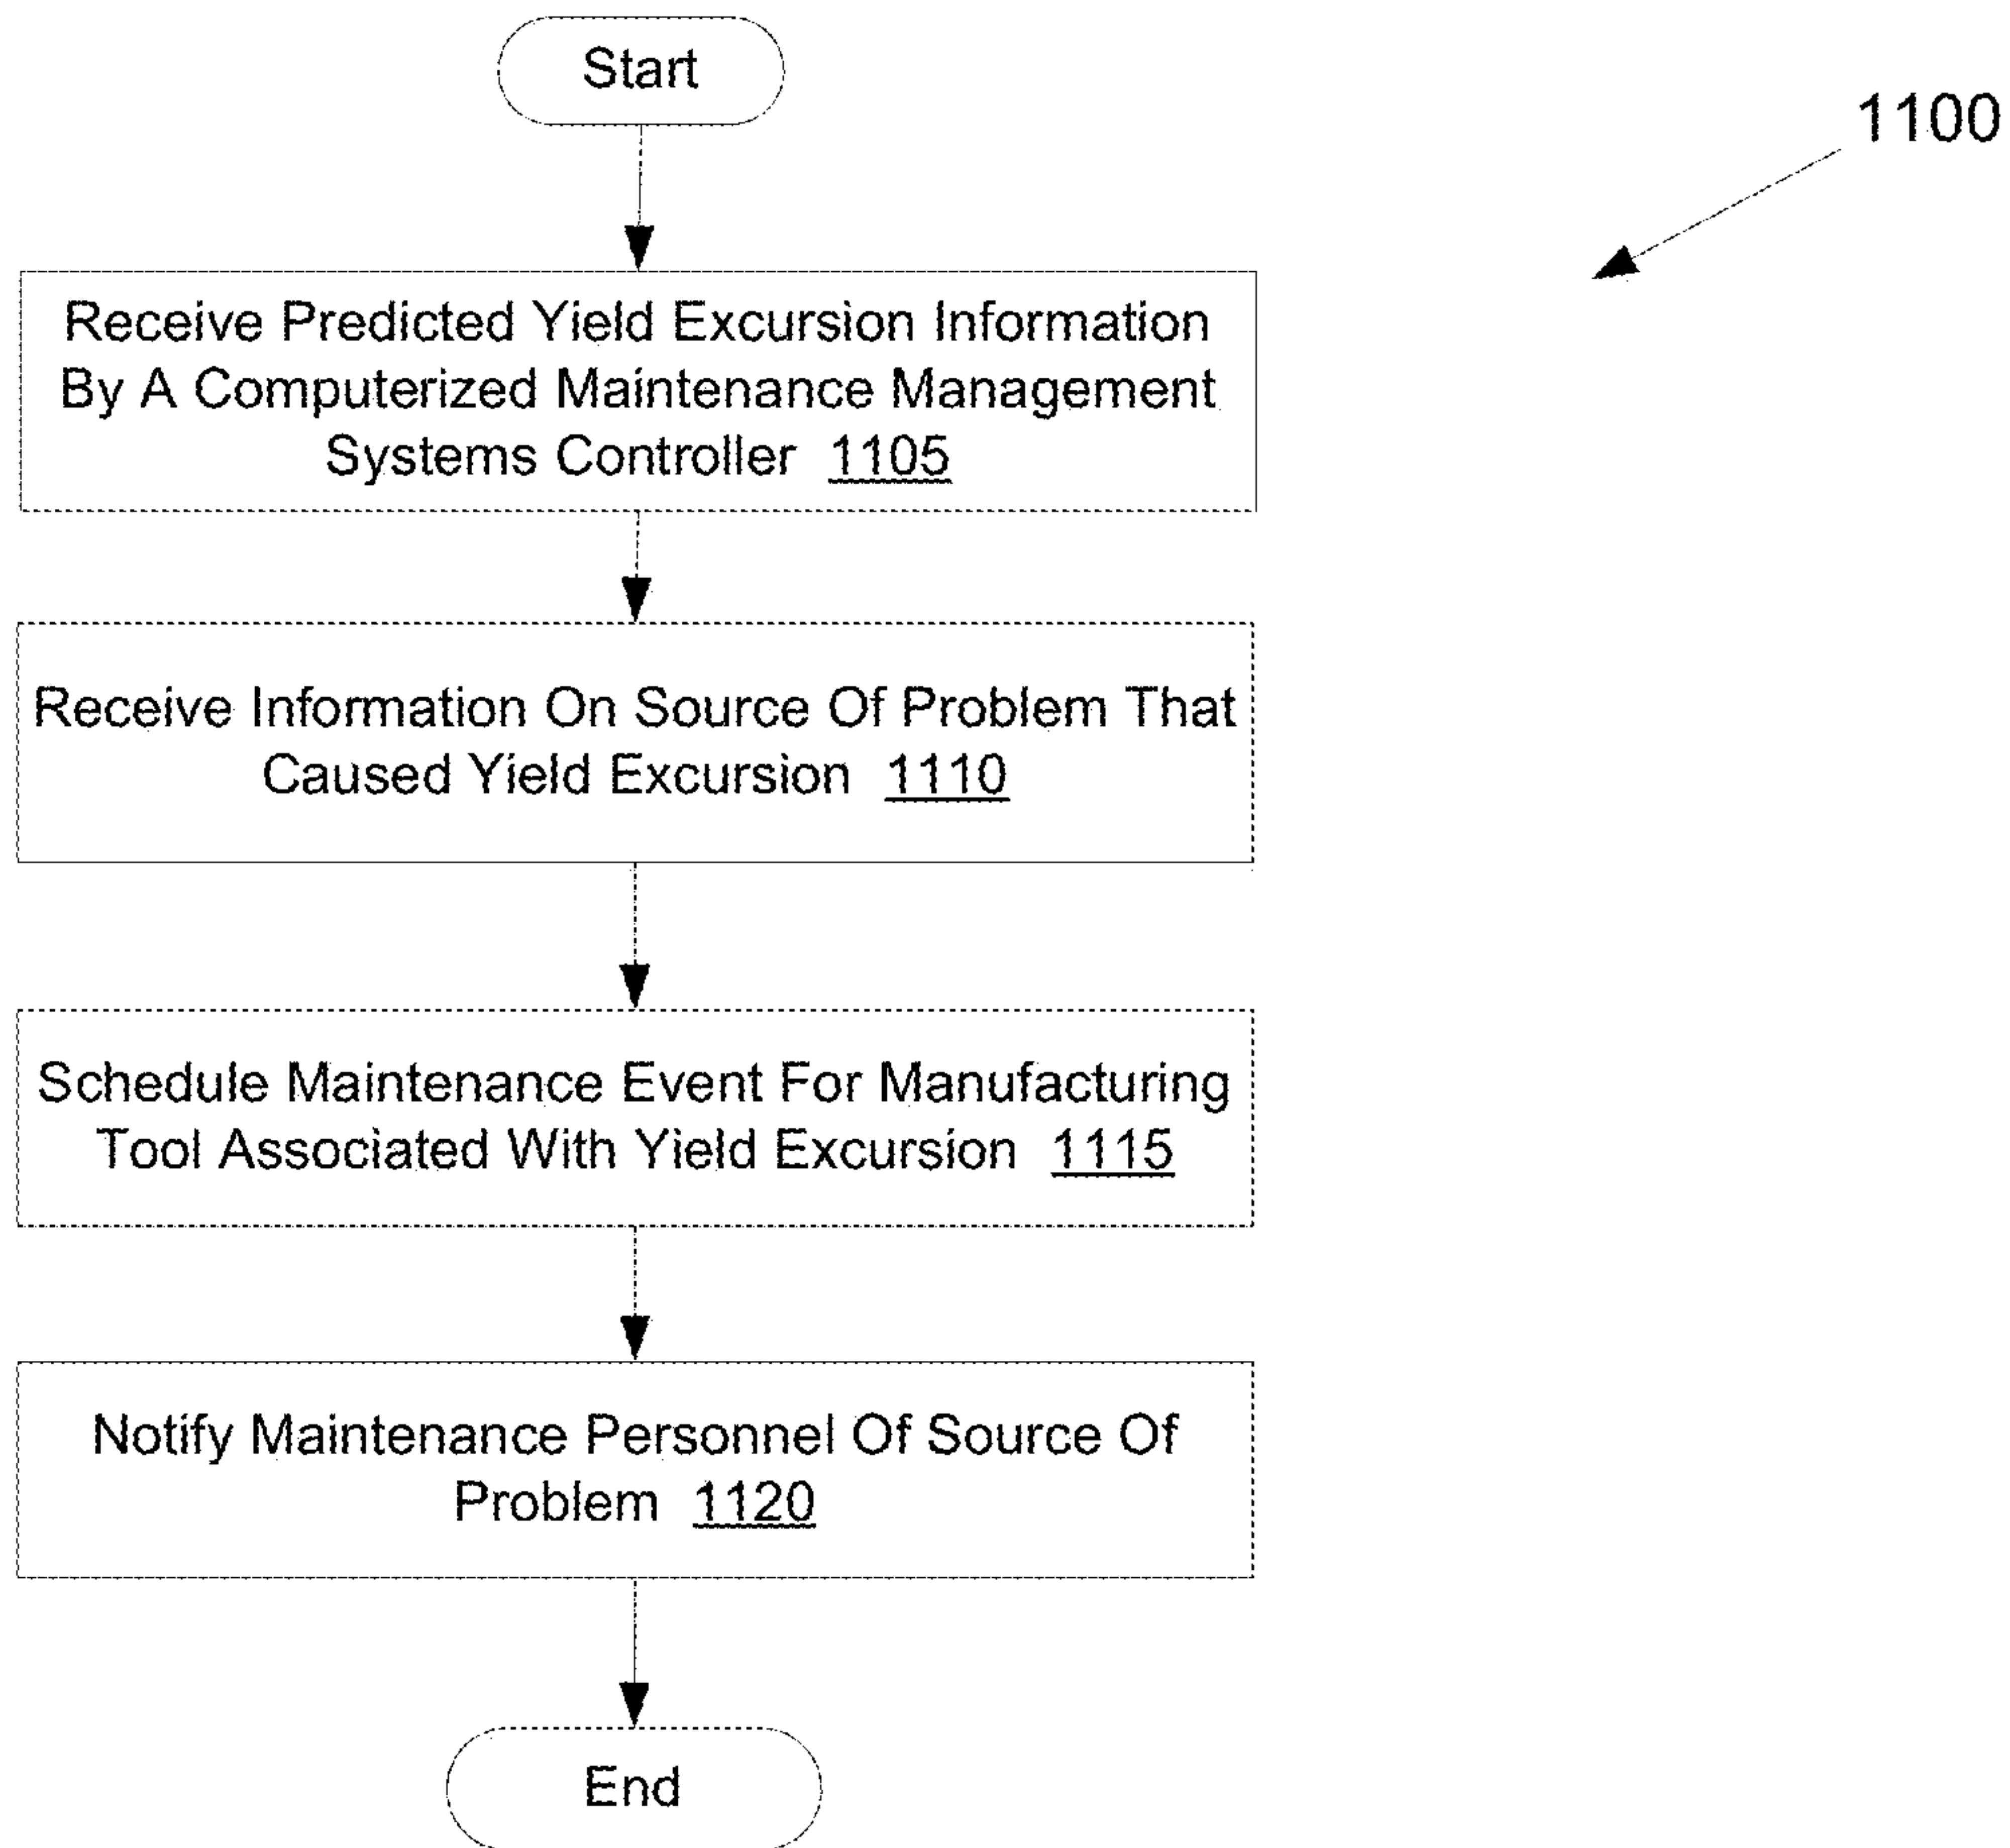 Start
1100
Receive Predicted Yield Excursion Information
By A Computerized Maintenance Management
Systems Controller 1105
Receive Information On Source Of Problem That
Caused Yield Excursion 1110
Schedule Maintenance Event For Manufacturing
Tool Associated With Yield Excursion 1115
Notify Maintenance Personnel Of Source Of
Problem 1120
End